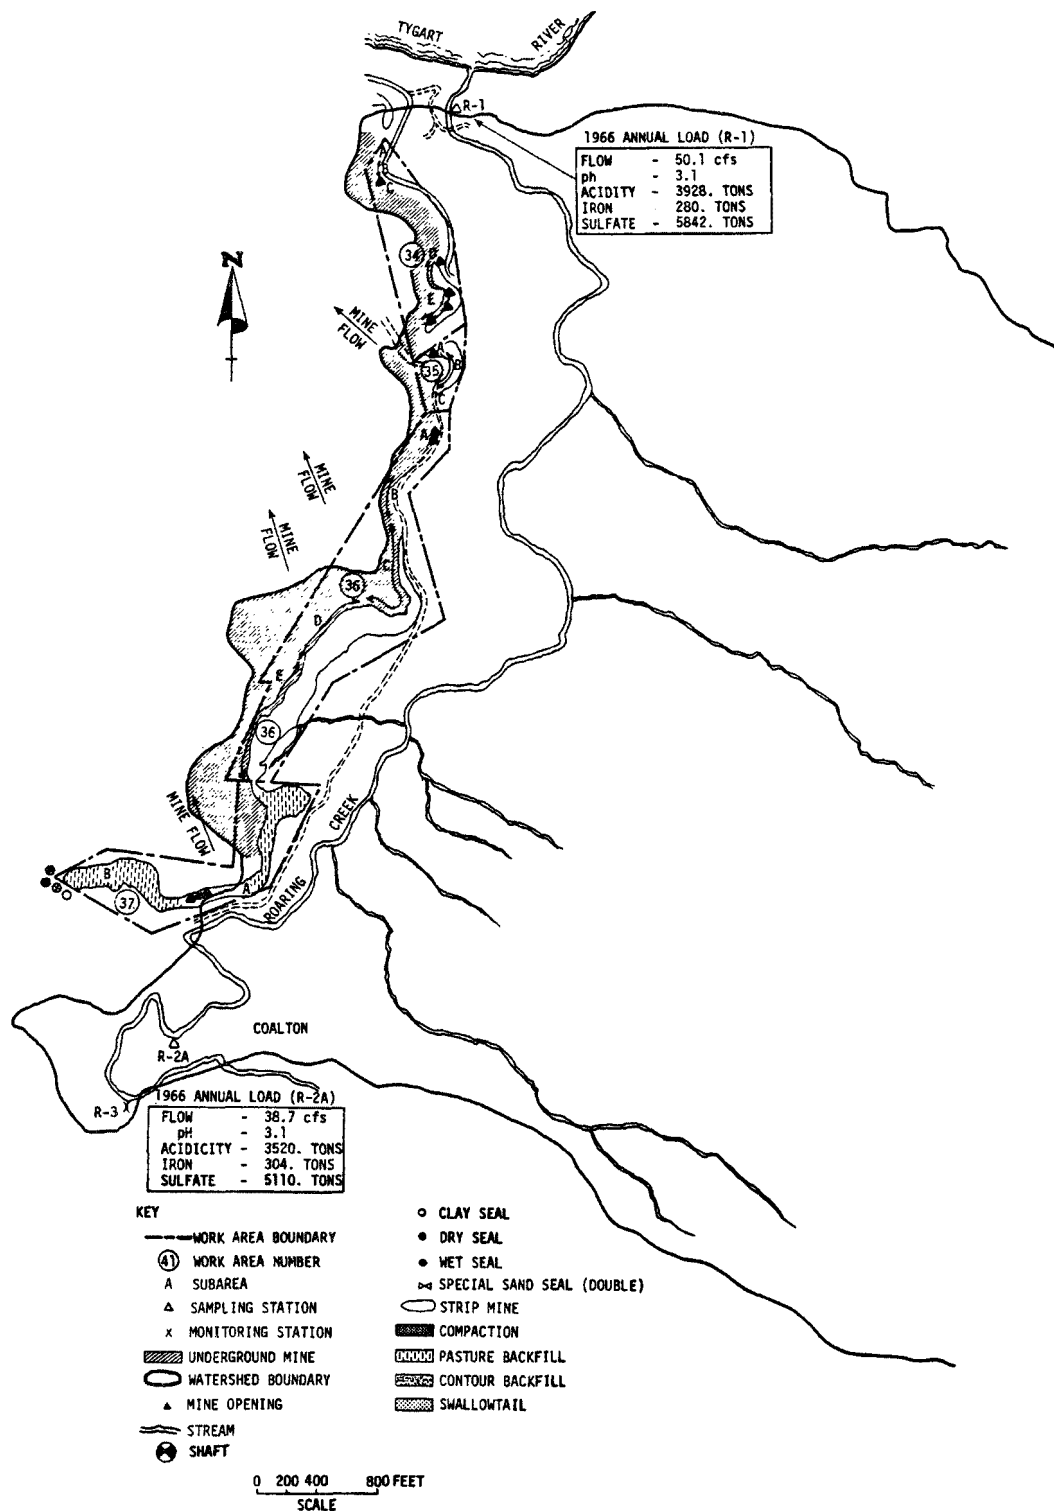 TYGART RIVER
R-1
1966 ANNUAL LOAD (R-1)
FLOW - 50.1 cfs
ph - 3.1
ACIDITY - 3928. TONS
IRON 280. TONS
SULFATE - 5842. TONS
A
B
C
N
34
D
E
MINE FLOW
A
35
B
C
A
MINE FLOW
B
MINE FLOW
C
36
D
E
36
MINE FLOW
ROARING CREEK
B
A
37
COALTON
R-2A
R-3
1966 ANNUAL LOAD (R-2A)
FLOW - 38.7 cfs
pH - 3.1
ACIDICITY - 3520. TONS
IRON - 304. TONS
SULFATE - 5110. TONS
KEY
WORK AREA BOUNDARY
41 WORK AREA NUMBER
A SUBAREA
SAMPLING STATION
x MONITORING STATION
UNDERGROUND MINE
WATERSHED BOUNDARY
MINE OPENING
STREAM
SHAFT
CLAY SEAL
DRY SEAL
WET SEAL
SPECIAL SAND SEAL (DOUBLE)
STRIP MINE
COMPACTION
PASTURE BACKFILL
CONTOUR BACKFILL
SWALLOWTAIL
0 200 400 800 FEET
SCALE